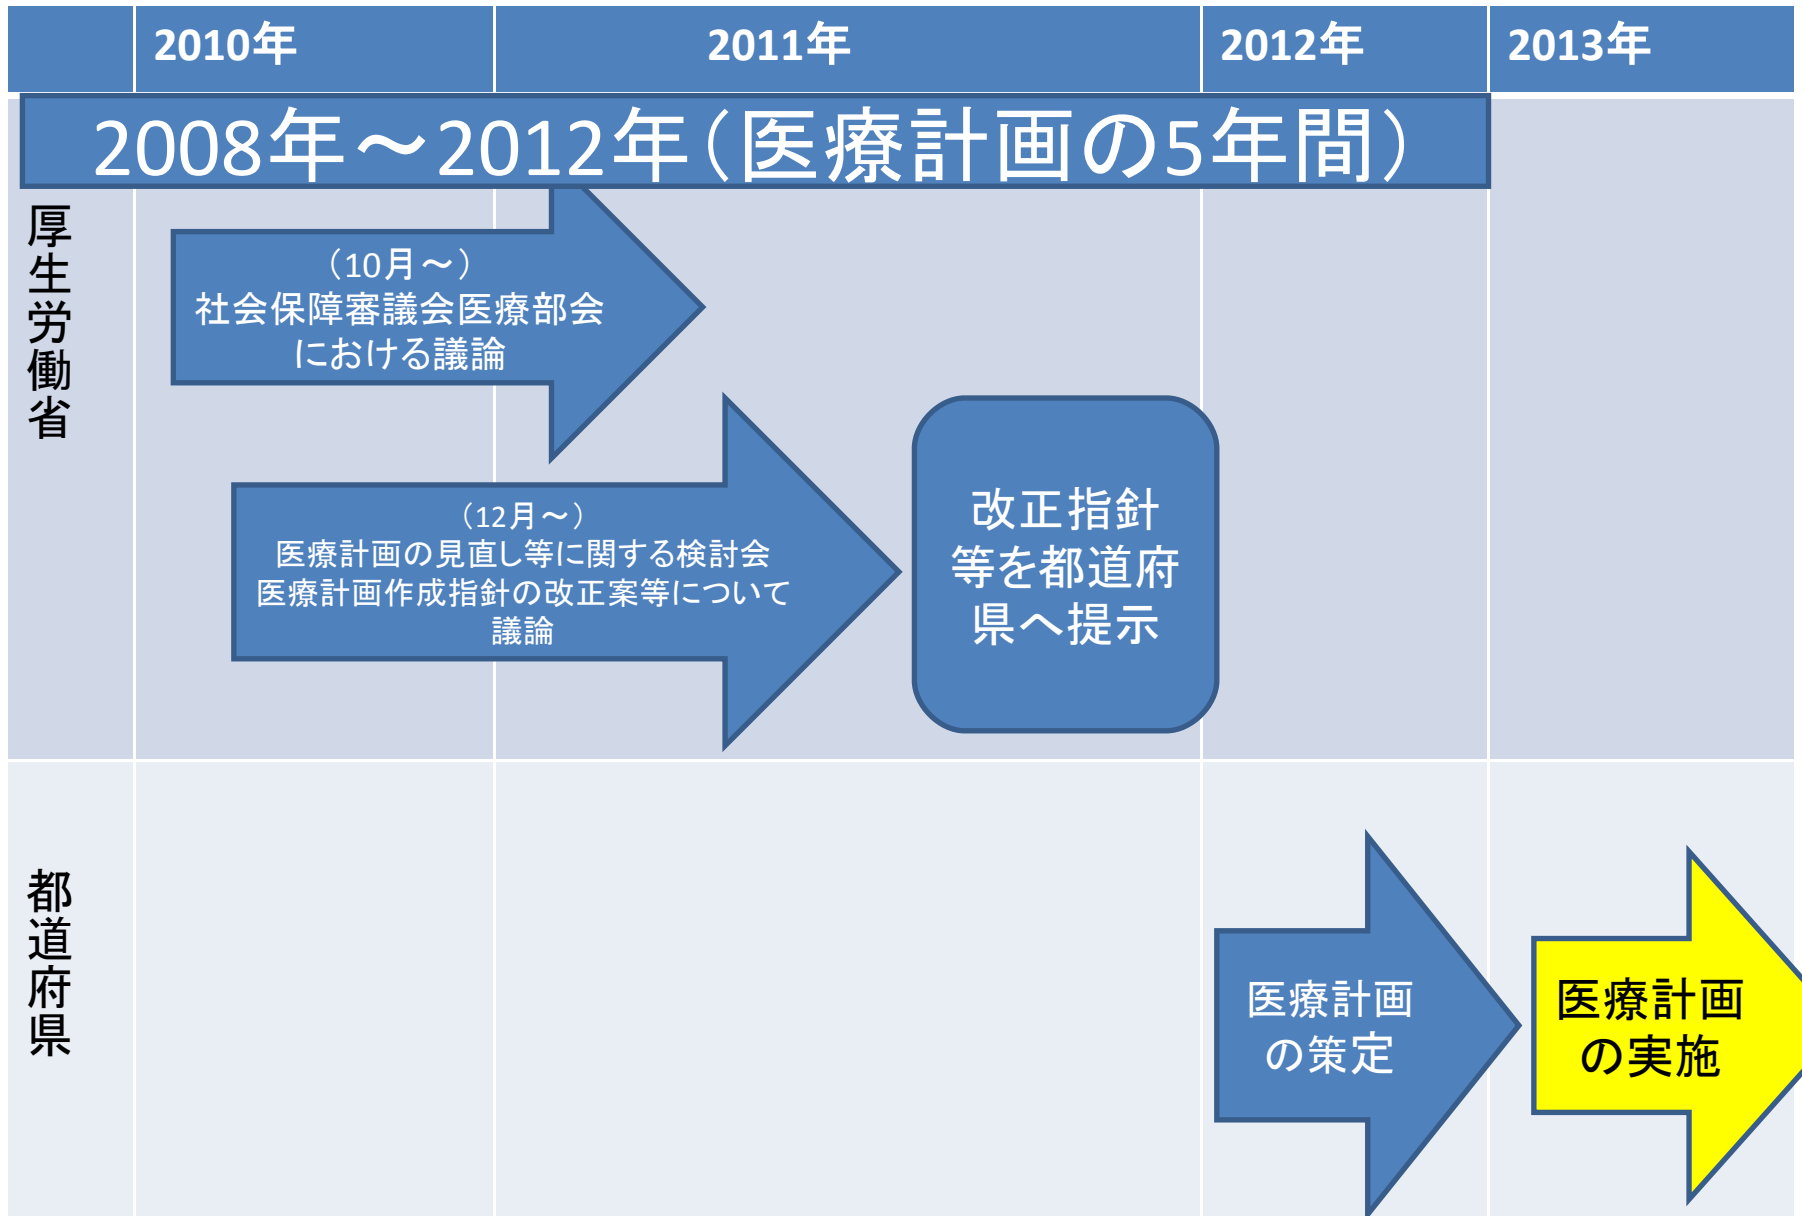 2010年
2011年
2012年
2013年
2008年～2012年（医療計画の5年間）
厚生労働省
（10月～）
社会保障審議会医療部会
における議論
（12月～）
医療計画の見直し等に関する検討会
医療計画作成指針の改正案等について
議論
改正指針
等を都道府
県へ提示
都道府県
医療計画
の策定
医療計画
の実施